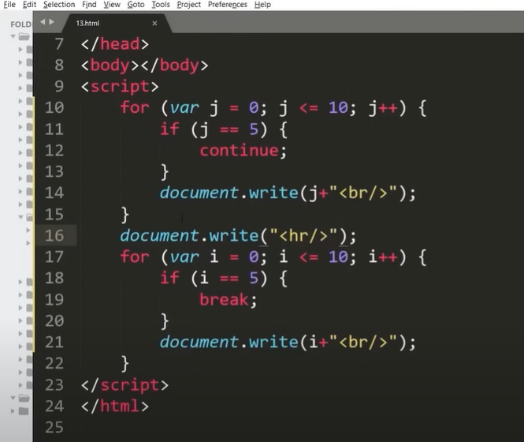 File Edit Selection Find View Goto Tools Project Preferences Help
FOLD
13.html ×
7 </head>
8 <body></body>
9 <script>
10 for (var j = 0; j <= 10; j++) {
11 if (j == 5) {
12 continue;
13 }
14 document.write(j+"<br/>");
15 }
16 document.write("<hr/>");
17 for (var i = 0; i <= 10; i++) {
18 if (i == 5) {
19 break;
20 }
21 document.write(i+"<br/>");
22 }
23 </script>
24 </html>
25